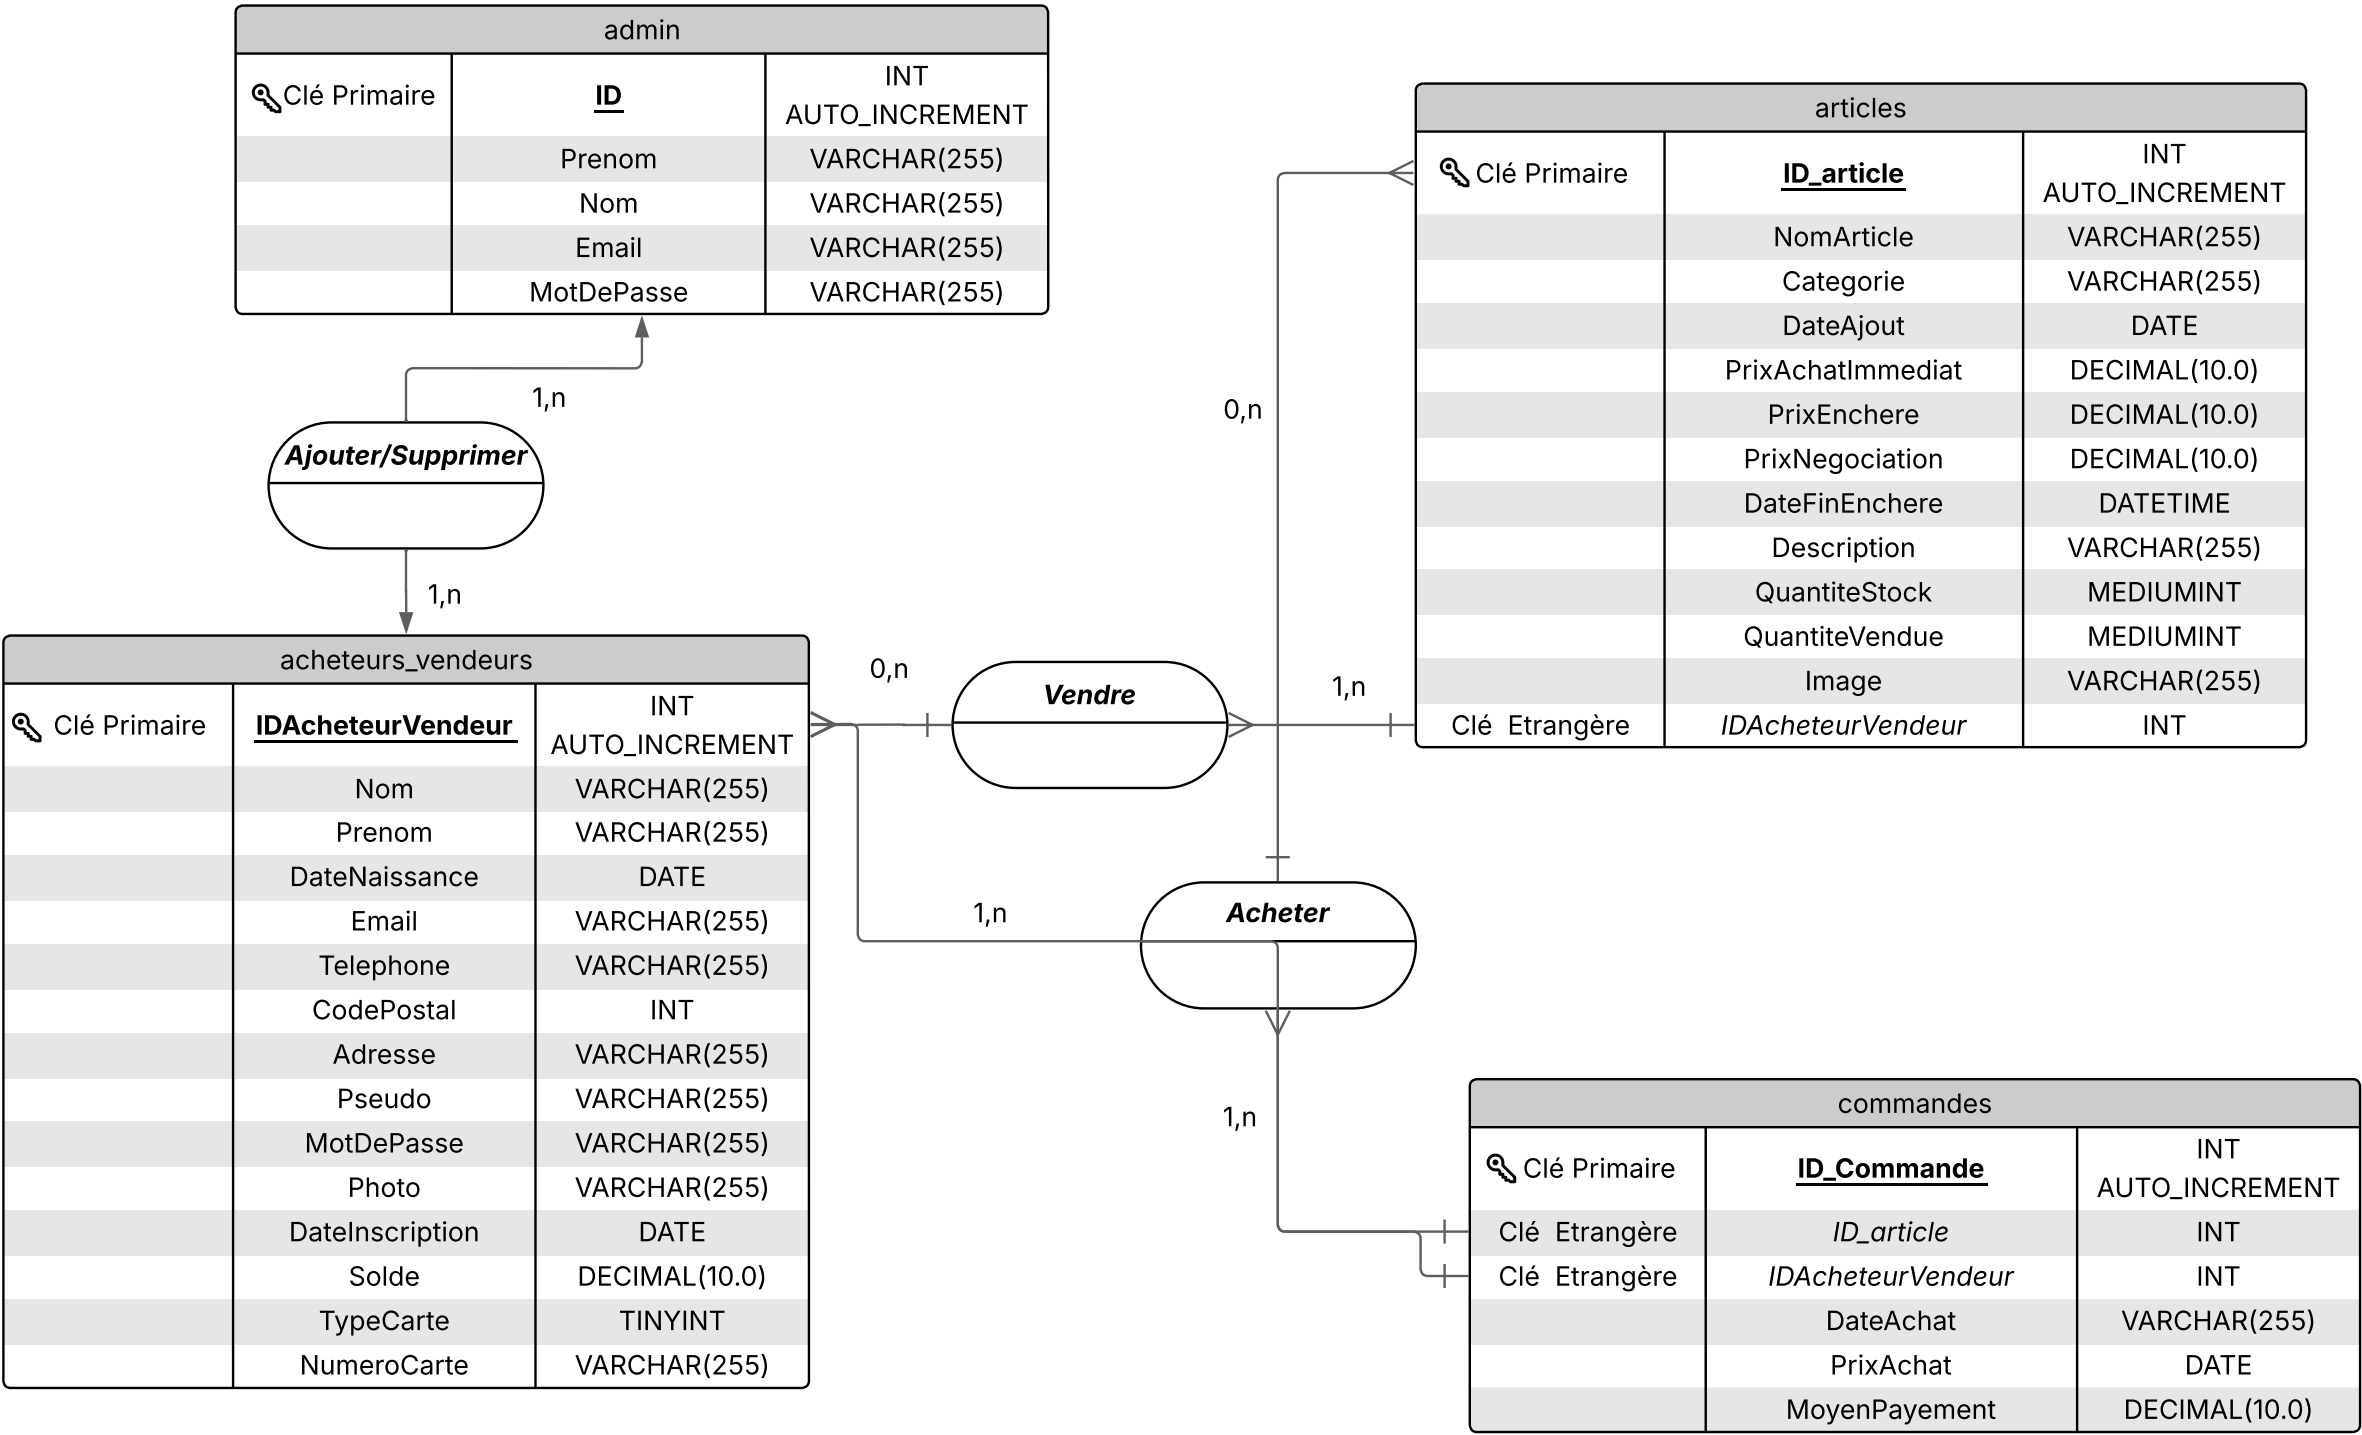 admin
Clé Primaire ID INT AUTO_INCREMENT
Prenom VARCHAR(255)
Nom VARCHAR(255)
Email VARCHAR(255)
MotDePasse VARCHAR(255)
1,n
Ajouter/Supprimer
1,n
articles
Clé Primaire ID_article INT AUTO_INCREMENT
NomArticle VARCHAR(255)
Categorie VARCHAR(255)
DateAjout DATE
PrixAchatImmediat DECIMAL(10.0)
PrixEnchere DECIMAL(10.0)
PrixNegociation DECIMAL(10.0)
DateFinEnchere DATETIME
Description VARCHAR(255)
QuantiteStock MEDIUMINT
QuantiteVendue MEDIUMINT
Image VARCHAR(255)
Clé Etrangère IDAcheteurVendeur INT
0,n
acheteurs_vendeurs
Clé Primaire IDAcheteurVendeur INT AUTO_INCREMENT
Nom VARCHAR(255)
Prenom VARCHAR(255)
DateNaissance DATE
Email VARCHAR(255)
Telephone VARCHAR(255)
CodePostal INT
Adresse VARCHAR(255)
Pseudo VARCHAR(255)
MotDePasse VARCHAR(255)
Photo VARCHAR(255)
DateInscription DATE
Solde DECIMAL(10.0)
TypeCarte TINYINT
NumeroCarte VARCHAR(255)
0,n
Vendre
1,n
1,n
Acheter
1,n
commandes
Clé Primaire ID_Commande INT AUTO_INCREMENT
Clé Etrangère ID_article INT
Clé Etrangère IDAcheteurVendeur INT
DateAchat VARCHAR(255)
PrixAchat DATE
MoyenPayement DECIMAL(10.0)